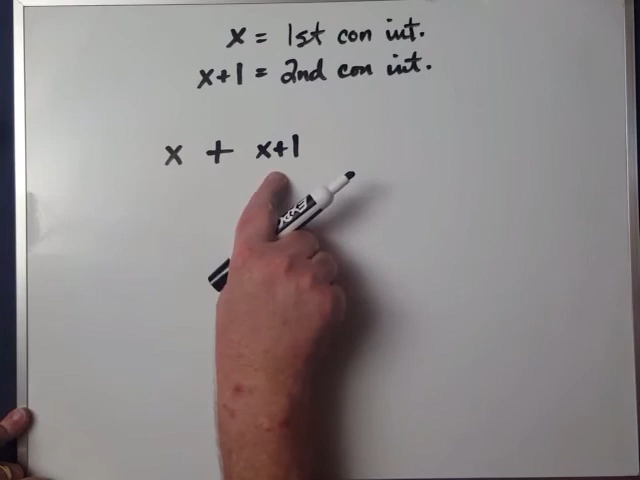 x = 1st con int.
x+1 = 2nd con int.
x + x+1